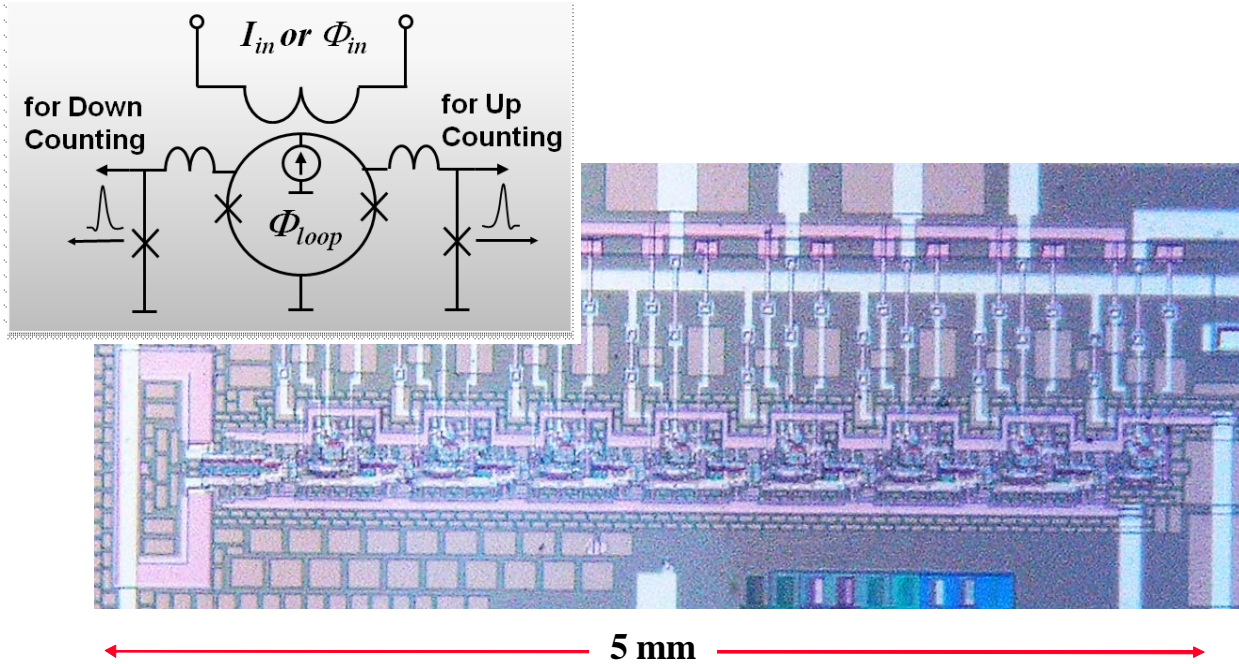 I_in or Φ_in
for Down
Counting
for Up
Counting
Φ_loop
5 mm